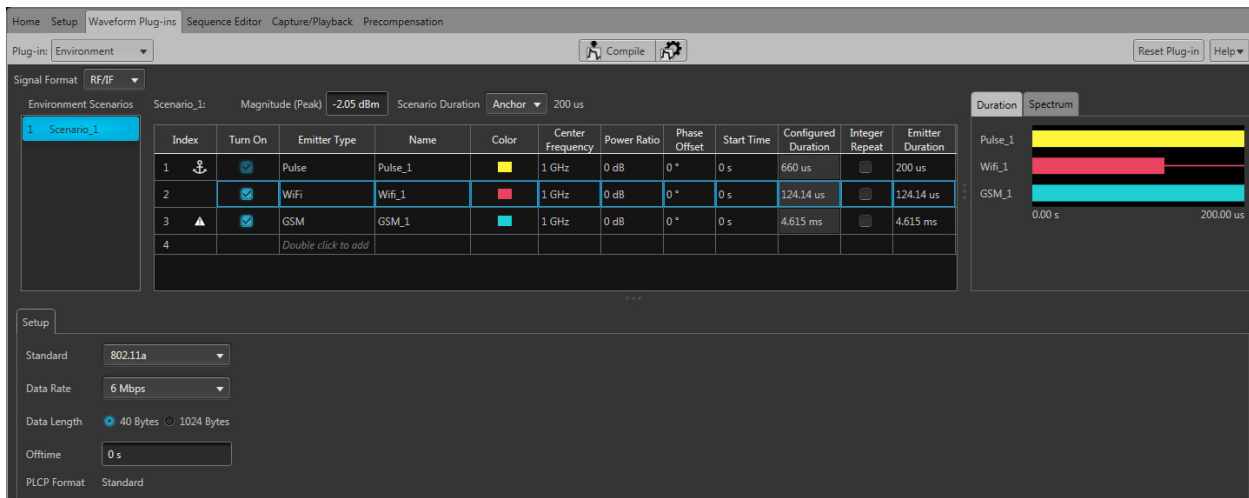 Home Setup Waveform Plug-ins Sequence Editor Capture/Playback Precompensation
Plug-in: Environment Compile Reset Plug-in Help
Signal Format RF/IF
Environment Scenarios Scenario_1: Magnitude (Peak) -2.05 dBm Scenario Duration Anchor 200 us Duration Spectrum
1 Scenario_1
Index Turn On Emitter Type Name Color Center Frequency Power Ratio Phase Offset Start Time Configured Duration Integer Repeat Emitter Duration
1 Pulse Pulse_1 1 GHz 0 dB 0 ° 0 s 660 us 200 us
2 WiFi Wifi_1 1 GHz 0 dB 0 ° 0 s 124.14 us 124.14 us
3 GSM GSM_1 1 GHz 0 dB 0 ° 0 s 4.615 ms 4.615 ms
4 Double click to add
Pulse_1
Wifi_1
GSM_1
0.00 s 200.00 us
Setup
Standard 802.11a
Data Rate 6 Mbps
Data Length 40 Bytes 1024 Bytes
Offtime 0 s
PLCP Format Standard